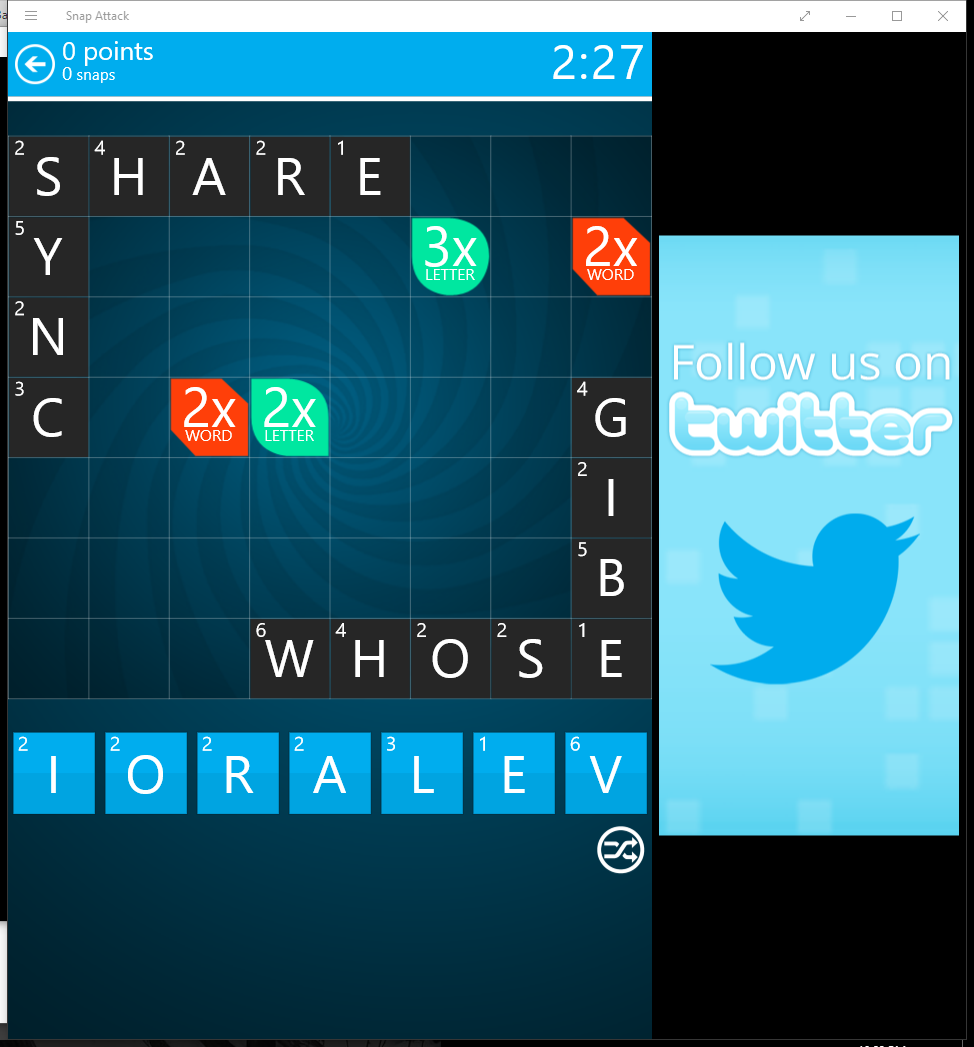 Snap Attack
0 points
0 snaps
2:27
2 S 4 H 2 A 2 R 1 E
5 Y 3x LETTER 2x WORD
2 N
3 C 2x WORD 2x LETTER 4 G
2 I
5 B
6 W 4 H 2 O 2 S 1 E
2 I 2 O 2 R 2 A 3 L 1 E 6 V
Follow us on
twitter